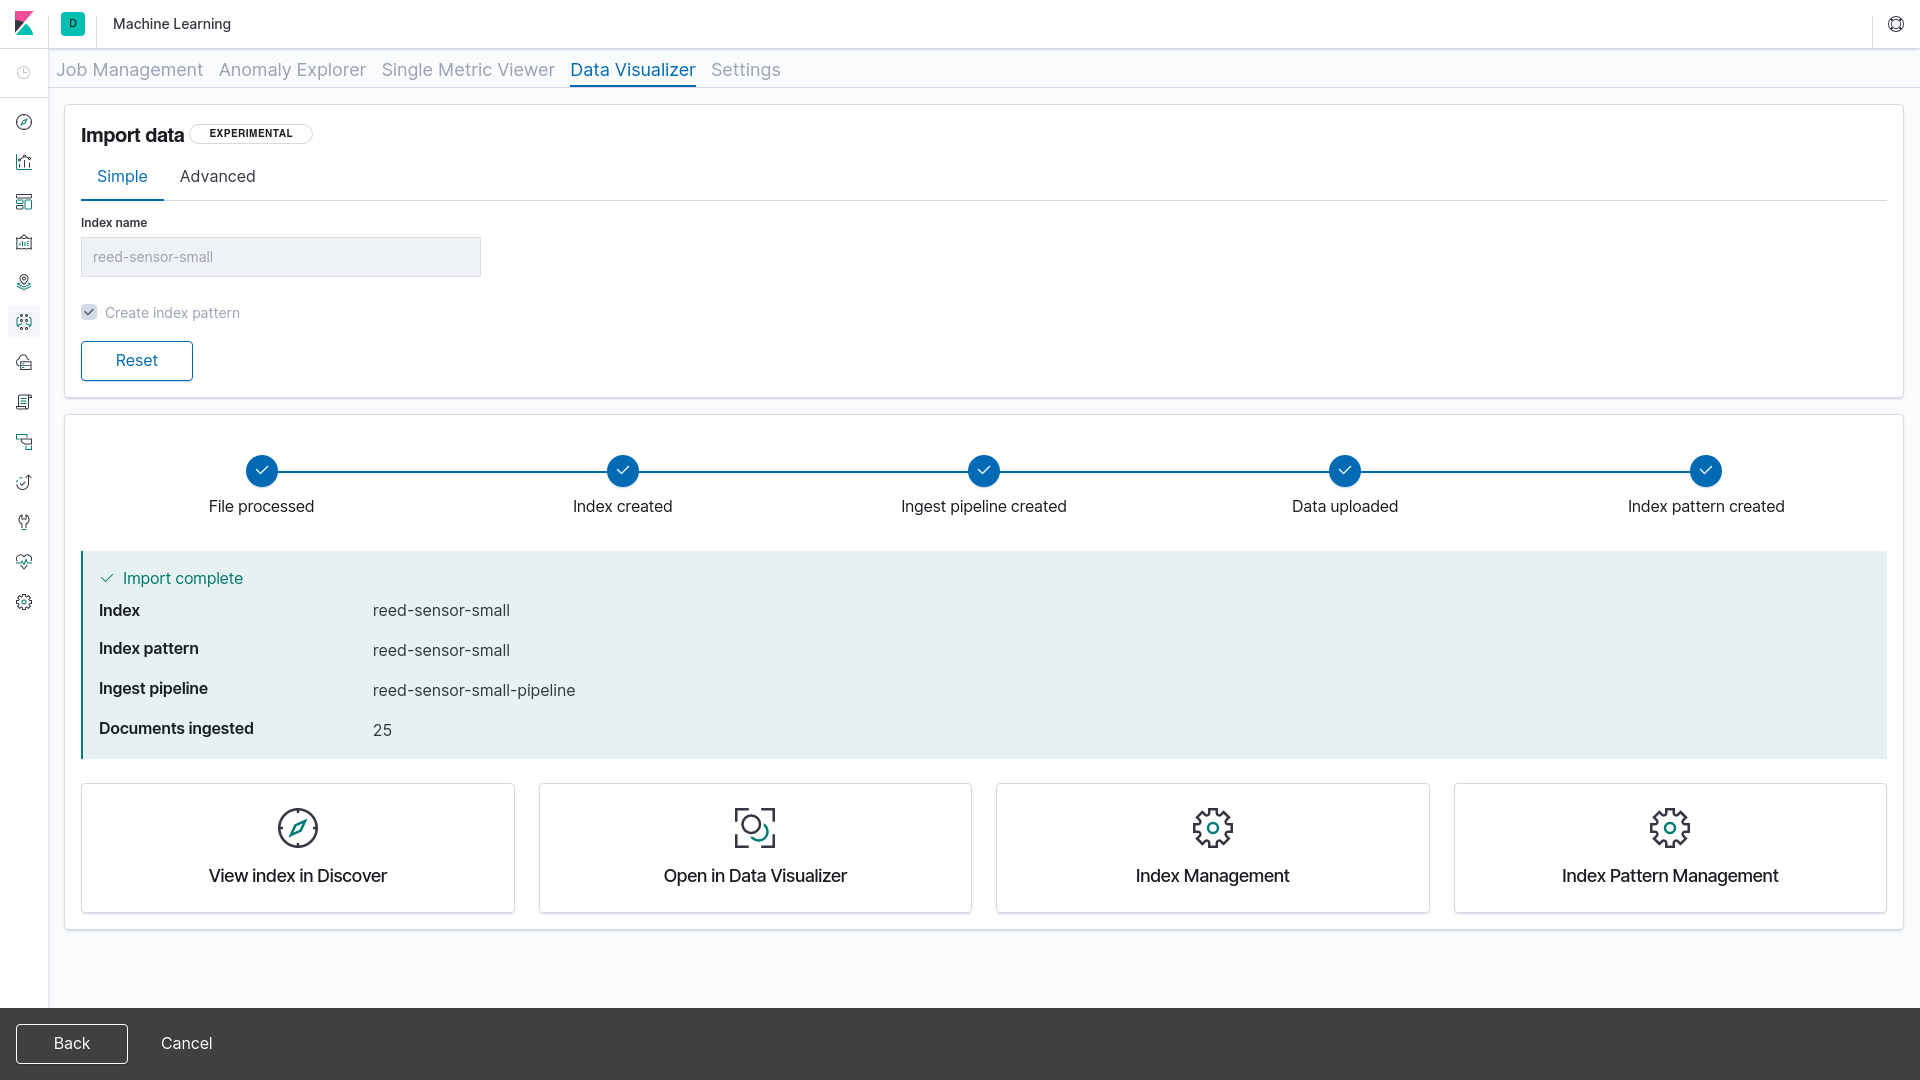 D
Machine Learning
Job Management Anomaly Explorer Single Metric Viewer Data Visualizer Settings
Import data EXPERIMENTAL
Simple Advanced
Index name
reed-sensor-small
Create index pattern
Reset
File processed Index created Ingest pipeline created Data uploaded Index pattern created
Import complete
Index reed-sensor-small
Index pattern reed-sensor-small
Ingest pipeline reed-sensor-small-pipeline
Documents ingested 25
View index in Discover Open in Data Visualizer Index Management Index Pattern Management
Back Cancel